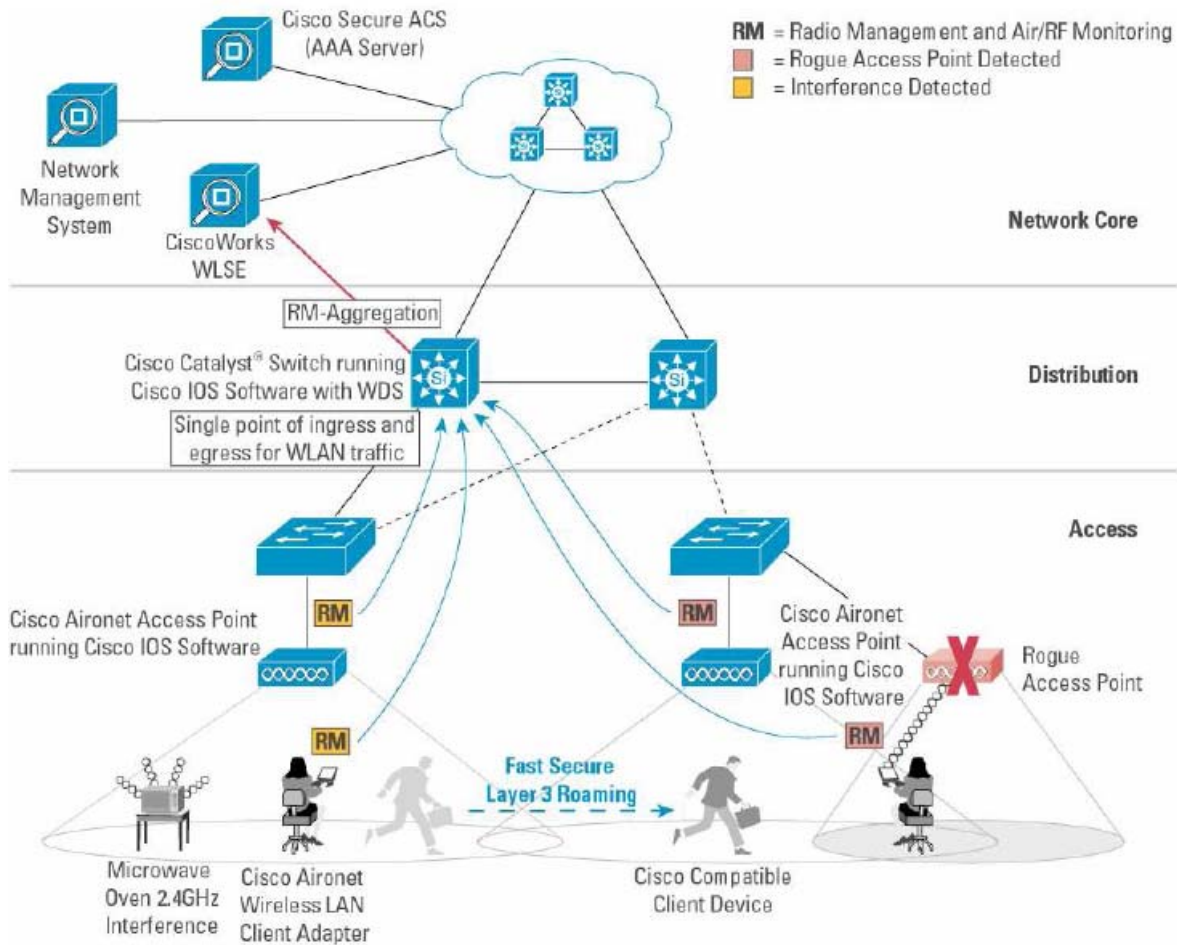 Cisco Secure ACS
(AAA Server)
RM = Radio Management and Air/RF Monitoring
= Rogue Access Point Detected
= Interference Detected
Network
Management
System
CiscoWorks
WLSE
Network Core
RM-Aggregation
Cisco Catalyst® Switch running
Cisco IOS Software with WDS
Si
Si
Distribution
Single point of ingress and
egress for WLAN traffic
Access
Cisco Aironet Access Point
running Cisco IOS Software
RM
RM
Cisco Aironet
Access Point
running Cisco
IOS Software
X
Rogue
Access Point
RM
RM
Fast Secure
Layer 3 Roaming
Microwave
Oven 2.4GHz
Interference
Cisco Aironet
Wireless LAN
Client Adapter
Cisco Compatible
Client Device